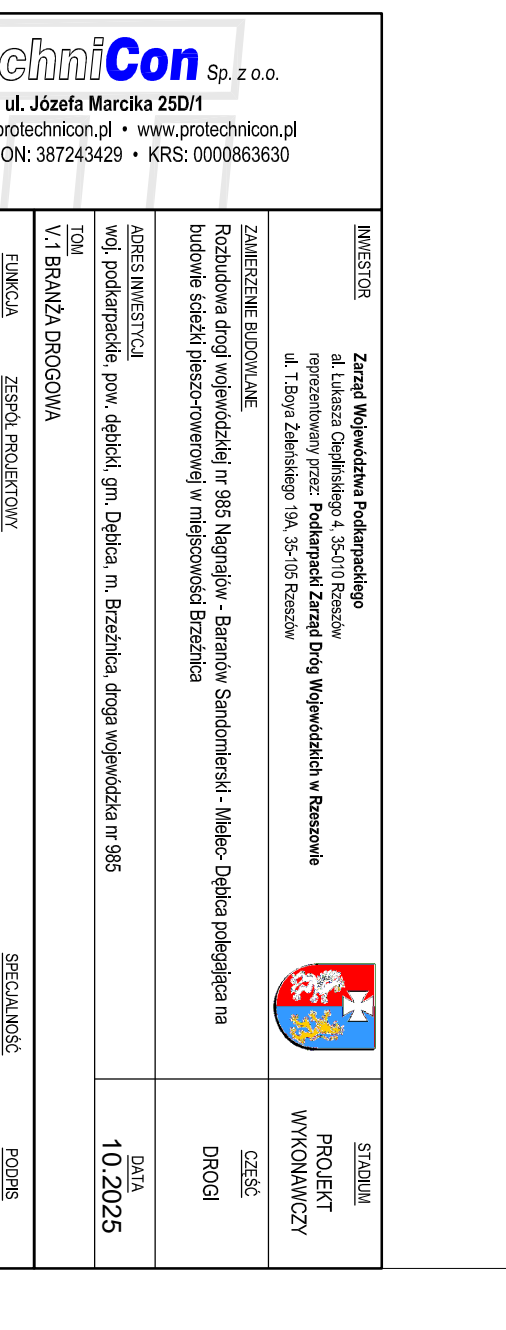 chniCon Sp. z o.o.
ul. Józefa Marcika 25D/1
protechnicon.pl • www.protechnicon.pl
ON: 387243429 • KRS: 0000863630
INWESTOR
Zarząd Województwa Podkarpackiego
al. Łukasza Cieplińskiego 4, 35-010 Rzeszów
reprezentowany przez: Podkarpacki Zarząd Dróg Wojewódzkich w Rzeszowie
ul. T.Boya Żeleńskiego 19A, 35-105 Rzeszów
STADIUM
PROJEKT
WYKONAWCZY
ZAMIERZENIE BUDOWLANE
Rozbudowa drogi wojewódzkiej nr 985 Nagnajów - Baranów Sandomierski - Mielec- Dębica polegająca na
budowie ścieżki pieszo-rowerowej w miejscowości Brzeźnica
CZĘŚĆ
DROGI
ADRES INWESTYCJI
woj. podkarpackie, pow. dębicki, gm. Dębica, m. Brzeźnica, droga wojewódzka nr 985
DATA
10.2025
TOM
V.1 BRANŻA DROGOWA
FUNKCJA ZESPÓŁ PROJEKTOWY SPECJALNOŚĆ PODPIS